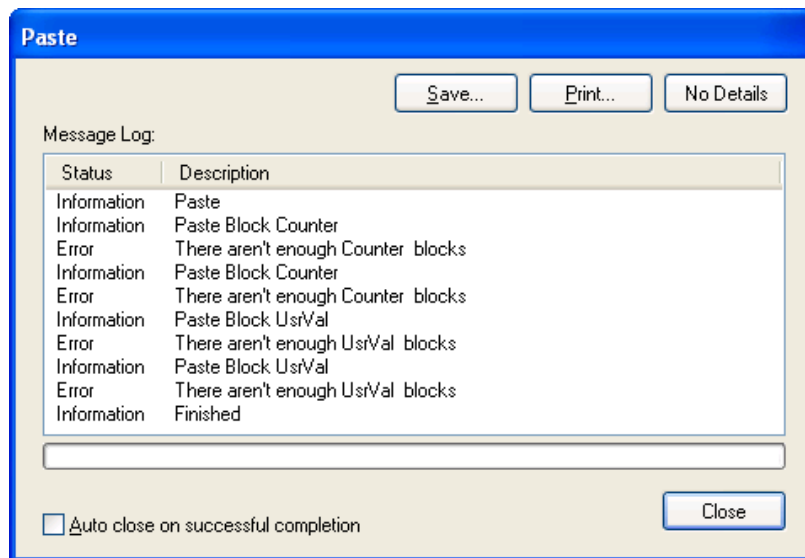 Paste
Save... Print... No Details
Message Log:
Status Description
Information Paste
Information Paste Block Counter
Error There aren't enough Counter blocks
Information Paste Block Counter
Error There aren't enough Counter blocks
Information Paste Block UsrVal
Error There aren't enough UsrVal blocks
Information Paste Block UsrVal
Error There aren't enough UsrVal blocks
Information Finished
Close
Auto close on successful completion